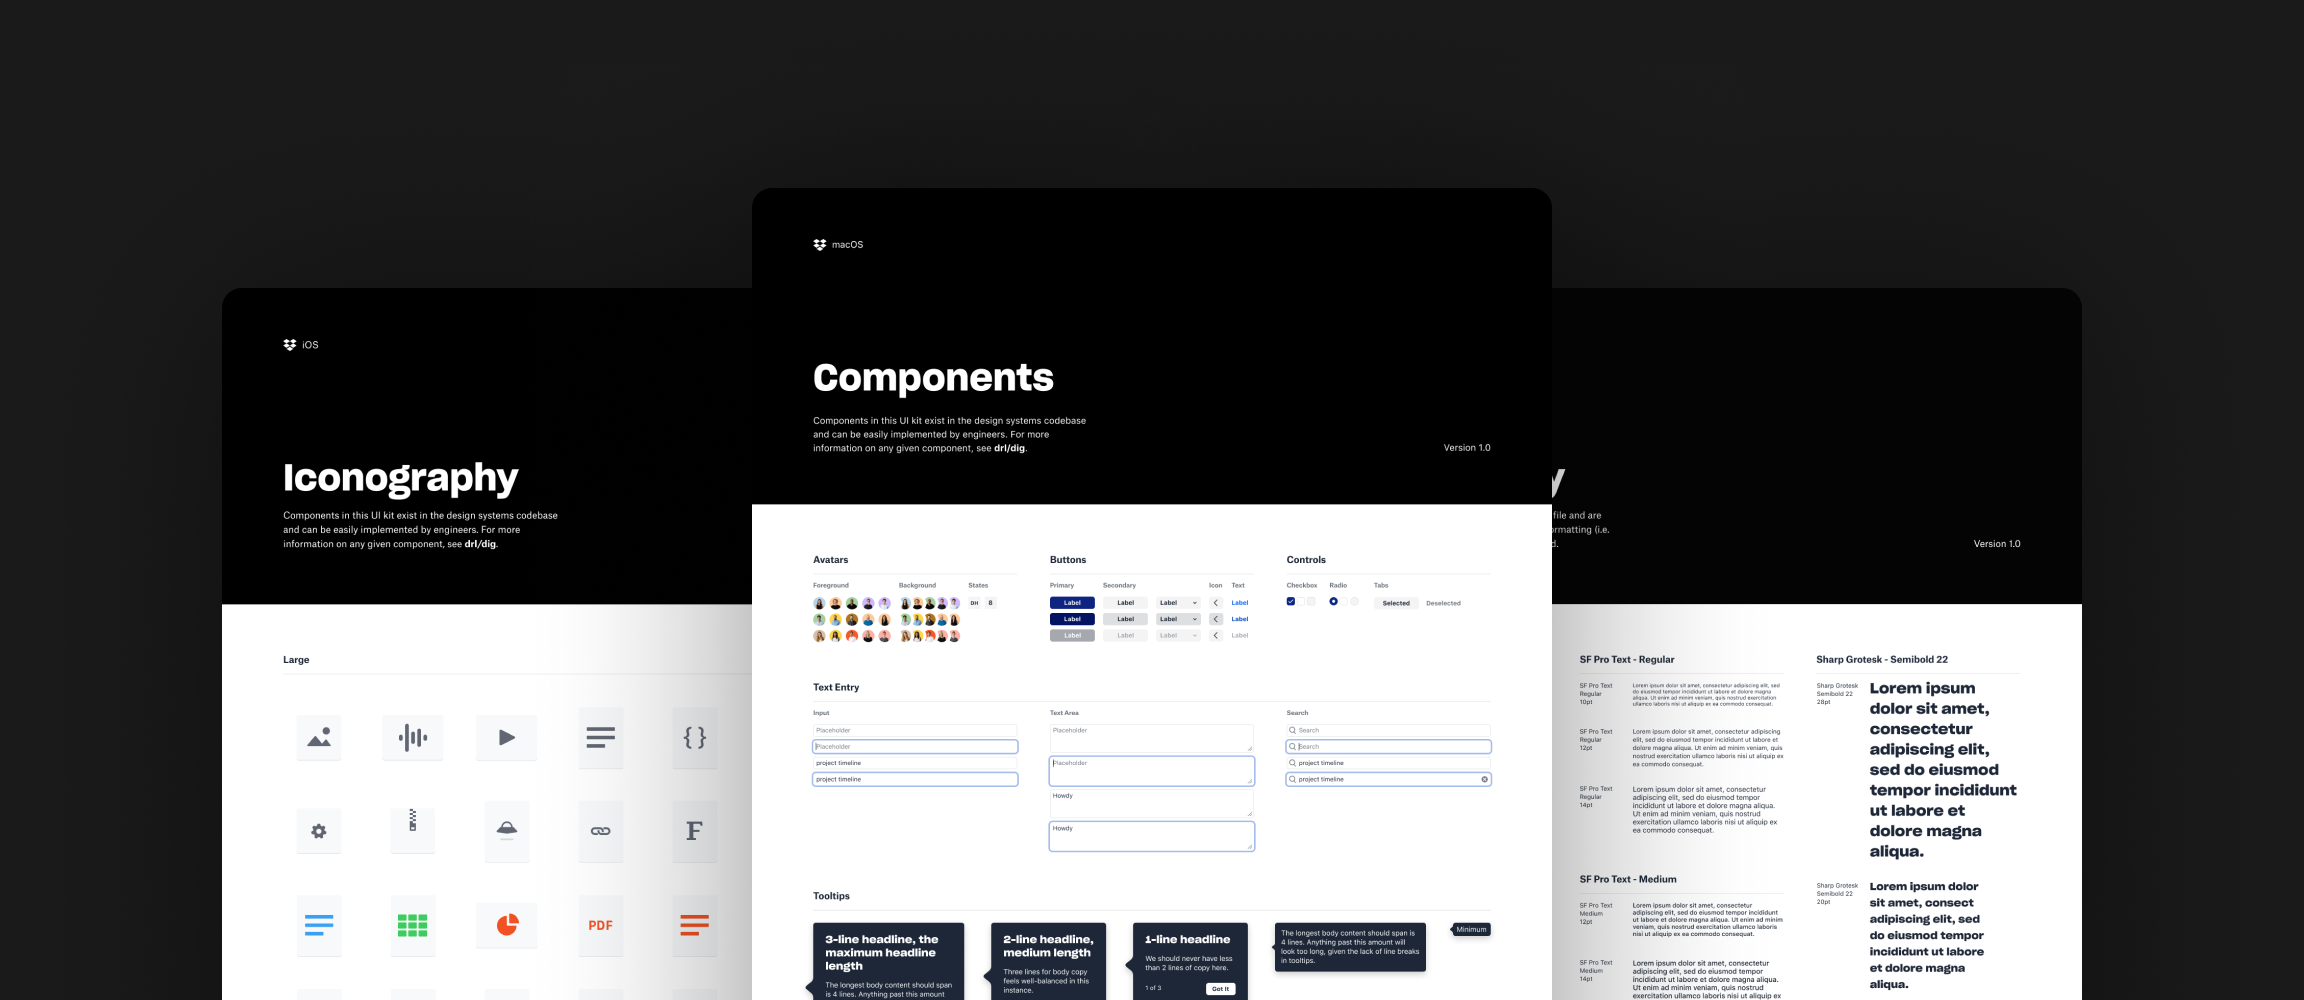 iOS
Iconography
Components in this UI kit exist in the design systems codebase
and can be easily implemented by engineers. For more
information on any given component, see drl/dig.
Large
{ }
F
PDF
macOS
Components
Components in this UI kit exist in the design systems codebase
and can be easily implemented by engineers. For more
information on any given component, see drl/dig.
Version 1.0
Avatars
Foreground
Background
States
DH
8
Buttons
Primary
Secondary
Icon
Text
Label
Label
Label
Label
Label
Label
Label
Label
Label
Label
Label
Label
Controls
Checkbox
Radio
Tabs
Selected
Deselected
Text Entry
Input
Placeholder
Placeholder
project timeline
project timeline
Text Area
Placeholder
Placeholder
Howdy
Howdy
Search
Search
Search
project timeline
project timeline
Tooltips
3-line headline, the
maximum headline
length
The longest body content should span
is 4 lines. Anything past this amount
2-line headline,
medium length
Three lines for body copy
feels well-balanced in this
instance.
1-line headline
We should never have less
than 2 lines of copy here.
1 of 3
Got it
The longest body content should span is
4 lines. Anything past this amount will
look too long, given the lack of line breaks
in tooltips.
Minimum
y
file and are
ormatting (i.e.
d.
Version 1.0
SF Pro Text - Regular
SF Pro Text
Regular
10pt
Lorem ipsum dolor sit amet, consectetur adipiscing elit, sed
do eiusmod tempor incididunt ut labore et dolore magna
aliqua. Ut enim ad minim veniam, quis nostrud exercitation
ullamco laboris nisi ut aliquip ex ea commodo consequat.
SF Pro Text
Regular
12pt
Lorem ipsum dolor sit amet, consectetur adipiscing
elit, sed do eiusmod tempor incididunt ut labore et
dolore magna aliqua. Ut enim ad minim veniam, quis
nostrud exercitation ullamco laboris nisi ut aliquip ex
ea commodo consequat.
SF Pro Text
Regular
14pt
Lorem ipsum dolor sit amet, consectetur
adipiscing elit, sed do eiusmod tempor
incididunt ut labore et dolore magna aliqua.
Ut enim ad minim veniam, quis nostrud
exercitation ullamco laboris nisi ut aliquip ex
ea commodo consequat.
SF Pro Text - Medium
SF Pro Text
Medium
12pt
Lorem ipsum dolor sit amet, consectetur
adipiscing elit, sed do eiusmod tempor incididunt
ut labore et dolore magna aliqua. Ut enim ad minim
veniam, quis nostrud exercitation ullamco laboris
nisi ut aliquip ex ea commodo consequat.
SF Pro Text
Medium
14pt
Lorem ipsum dolor sit amet, consectetur
adipiscing elit, sed do eiusmod tempor
incididunt ut labore et dolore magna aliqua.
Ut enim ad minim veniam, quis nostrud
exercitation ullamco laboris nisi ut aliquip ex
Sharp Grotesk - Semibold 22
Sharp Grotesk
Semibold 22
28pt
Lorem ipsum
dolor sit amet,
consectetur
adipiscing elit,
sed do eiusmod
tempor incididunt
ut labore et
dolore magna
aliqua.
Sharp Grotesk
Semibold 22
20pt
Lorem ipsum dolor
sit amet, consect
adipiscing elit, sed
do eiusmod tempor
incididunt ut labore
et dolore magna
aliqua.